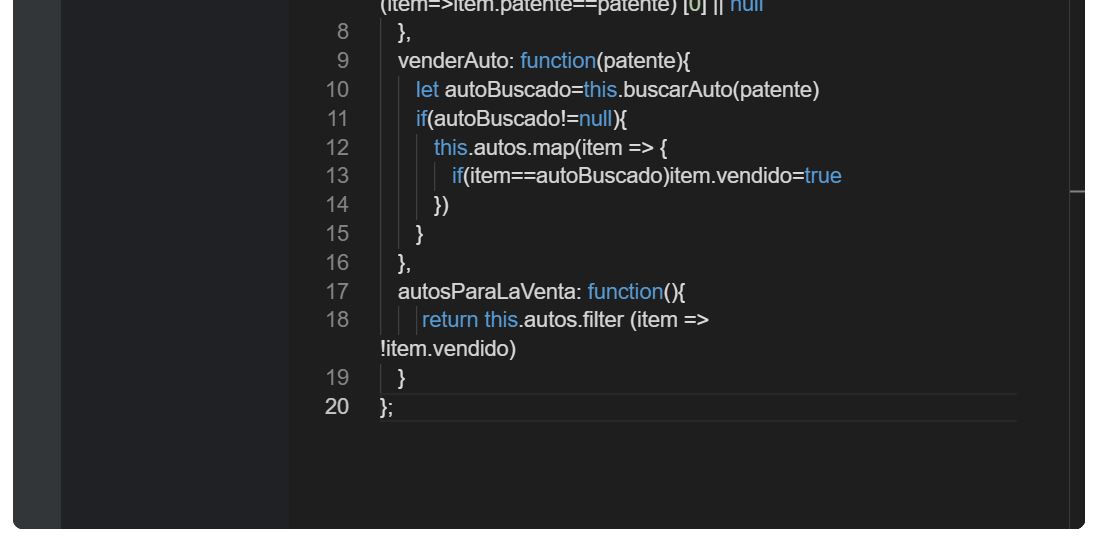 (item=>item.patente==patente) [0] || null
8 },
9 venderAuto: function(patente){
10 let autoBuscado=this.buscarAuto(patente)
11 if(autoBuscado!=null){
12 this.autos.map(item => {
13 if(item==autoBuscado)item.vendido=true
14 })
15 }
16 },
17 autosParaLaVenta: function(){
18 return this.autos.filter (item =>
!item.vendido)
19 }
20 };